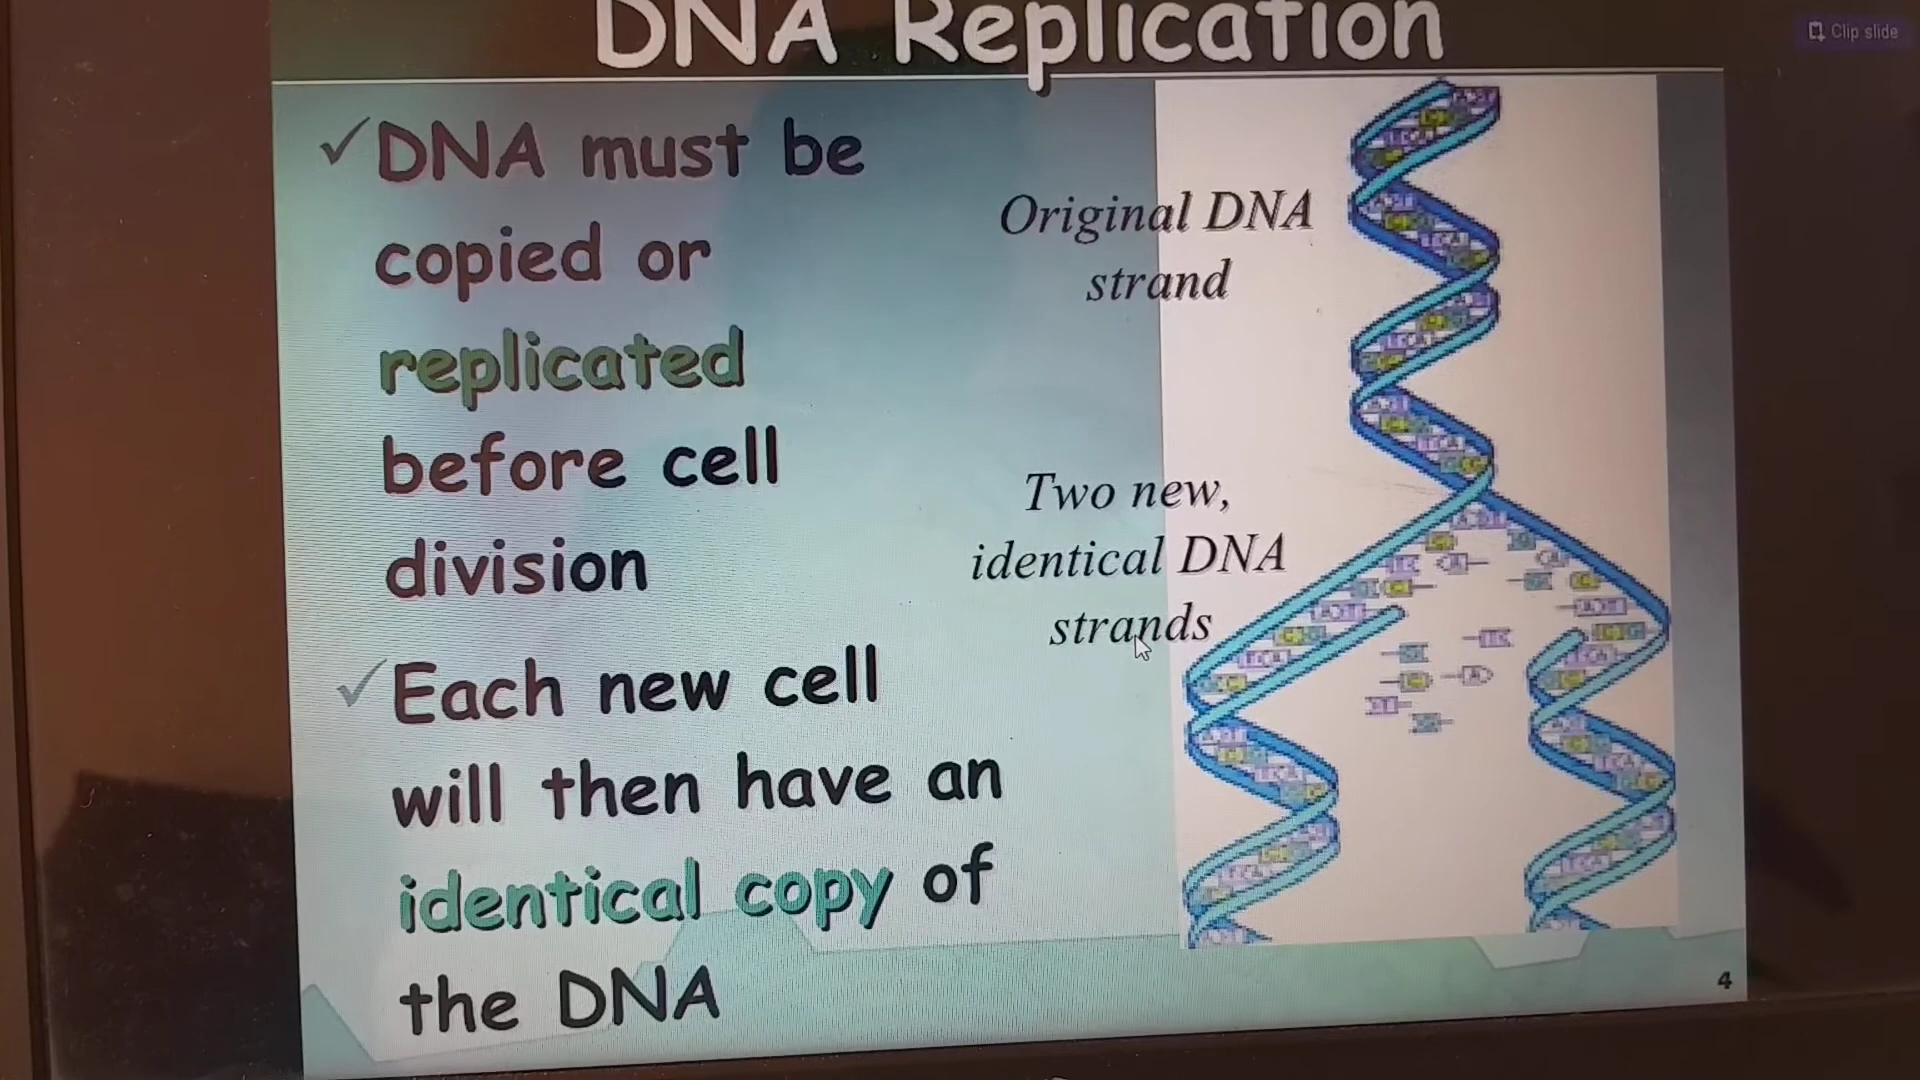 DNA Replication
Clip slide
✓DNA must be
copied or
replicated
before cell
division
✓Each new cell
will then have an
identical copy of
the DNA
Original DNA
strand
Two new,
identical DNA
strands
4